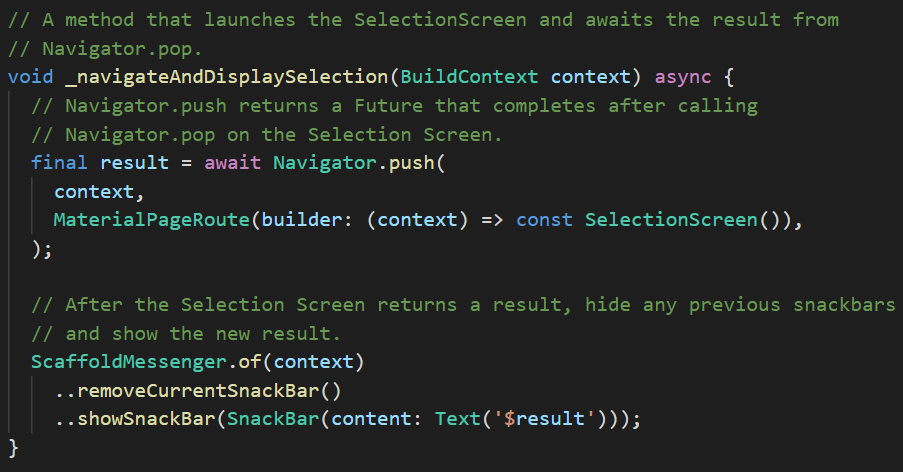 // A method that launches the SelectionScreen and awaits the result from
// Navigator.pop.
void _navigateAndDisplaySelection(BuildContext context) async {
  // Navigator.push returns a Future that completes after calling
  // Navigator.pop on the Selection Screen.
  final result = await Navigator.push(
    context,
    MaterialPageRoute(builder: (context) => const SelectionScreen()),
  );

  // After the Selection Screen returns a result, hide any previous snackbars
  // and show the new result.
  ScaffoldMessenger.of(context)
    ..removeCurrentSnackBar()
    ..showSnackBar(SnackBar(content: Text('$result')));
}